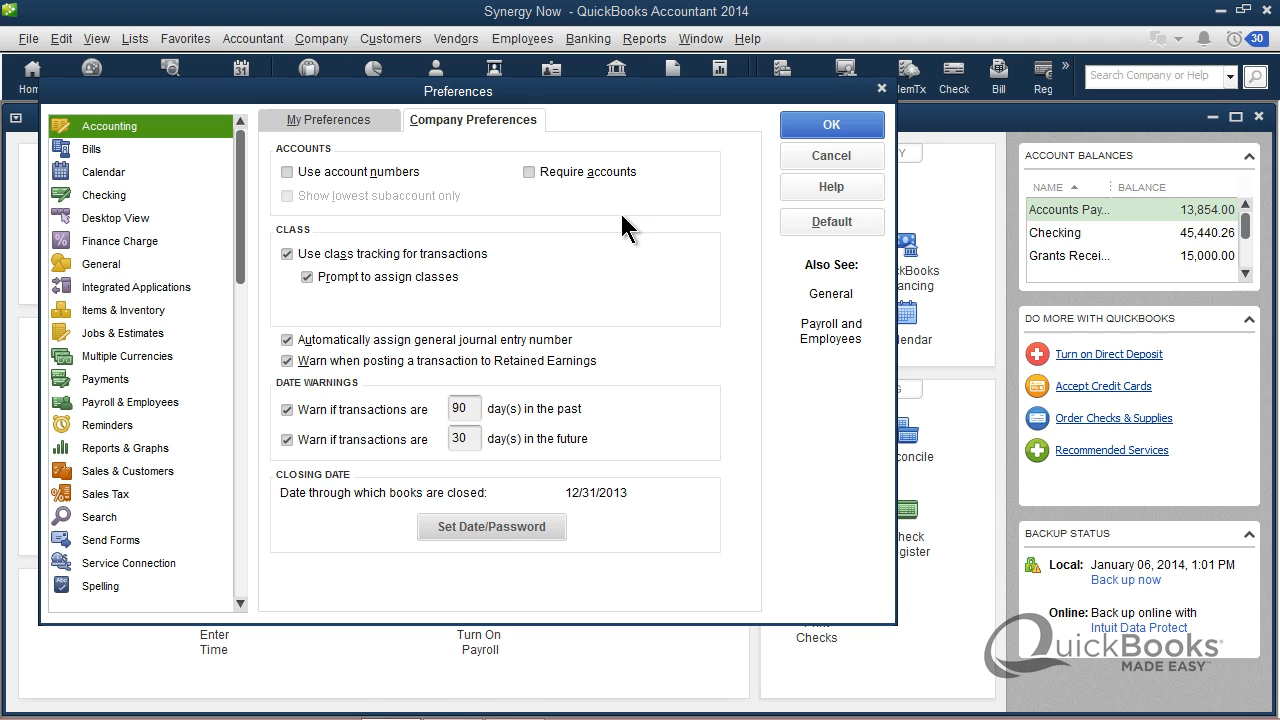 Synergy Now - QuickBooks Accountant 2014
File Edit View Lists Favorites Accountant Company Customers Vendors Employees Banking Reports Window Help
30
31
Hom
MemTx Check Bill Reg
»
Search Company or Help
Preferences
Accounting
Bills
Calendar
Checking
Desktop View
Finance Charge
General
Integrated Applications
Items & Inventory
Jobs & Estimates
Multiple Currencies
Payments
Payroll & Employees
Reminders
Reports & Graphs
Sales & Customers
Sales Tax
Search
Send Forms
Service Connection
Spelling
My Preferences
Company Preferences
ACCOUNTS
Use account numbers
Require accounts
Show lowest subaccount only
CLASS
Use class tracking for transactions
Prompt to assign classes
Automatically assign general journal entry number
Warn when posting a transaction to Retained Earnings
DATE WARNINGS
Warn if transactions are 90 day(s) in the past
Warn if transactions are 30 day(s) in the future
CLOSING DATE
Date through which books are closed: 12/31/2013
Set Date/Password
OK
Cancel
Help
Default
Also See:
General
Payroll and
Employees
Y
ckBooks
ancing
lendar
G
concile
heck
egister
Checks
Enter
Time
Turn On
Payroll
ACCOUNT BALANCES
NAME BALANCE
Accounts Pay... 13,854.00
Checking 45,440.26
Grants Recei... 15,000.00
DO MORE WITH QUICKBOOKS
Turn on Direct Deposit
Accept Credit Cards
Order Checks & Supplies
Recommended Services
BACKUP STATUS
Local: January 06, 2014, 1:01 PM
Back up now
Online: Back up online with
Intuit Data Protect
QuickBooks
MADE EASY™